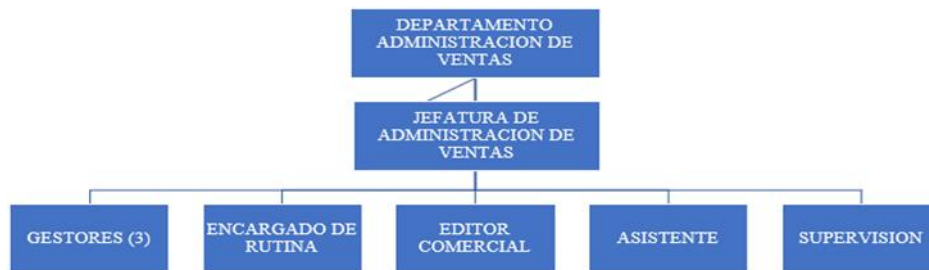 DEPARTAMENTO
ADMINISTRACION DE
VENTAS
JEFATURA DE
ADMINISTRACION DE
VENTAS
GESTORES (3)
ENCARGADO DE
RUTINA
EDITOR
COMERCIAL
ASISTENTE
SUPERVISION